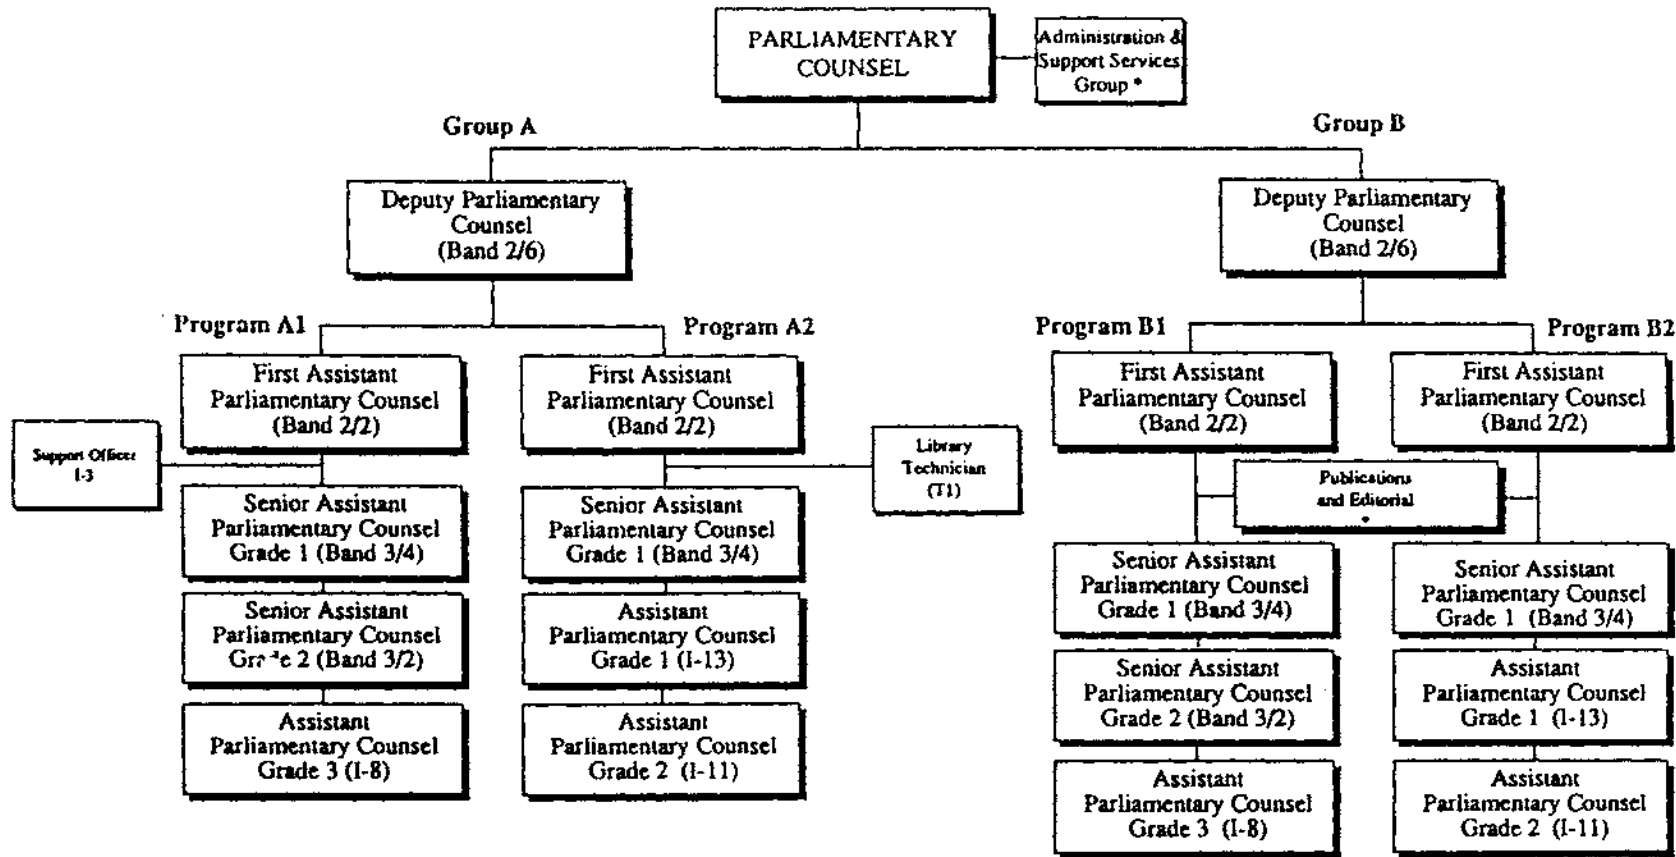 PARLIAMENTARY
COUNSEL
Administration &
Support Services
Group *
Group A
Group B
Deputy Parliamentary
Counsel
(Band 2/6)
Deputy Parliamentary
Counsel
(Band 2/6)
Program A1
Program A2
Program B1
Program B2
First Assistant
Parliamentary Counsel
(Band 2/2)
First Assistant
Parliamentary Counsel
(Band 2/2)
First Assistant
Parliamentary Counsel
(Band 2/2)
First Assistant
Parliamentary Counsel
(Band 2/2)
Support Officer
I-3
Library
Technician
(T1)
Publications
and Editorial
*
Senior Assistant
Parliamentary Counsel
Grade 1 (Band 3/4)
Senior Assistant
Parliamentary Counsel
Grade 1 (Band 3/4)
Senior Assistant
Parliamentary Counsel
Grade 1 (Band 3/4)
Senior Assistant
Parliamentary Counsel
Grade 1 (Band 3/4)
Senior Assistant
Parliamentary Counsel
Grade 2 (Band 3/2)
Assistant
Parliamentary Counsel
Grade 1 (I-13)
Senior Assistant
Parliamentary Counsel
Grade 2 (Band 3/2)
Assistant
Parliamentary Counsel
Grade 1 (I-13)
Assistant
Parliamentary Counsel
Grade 3 (I-8)
Assistant
Parliamentary Counsel
Grade 2 (I-11)
Assistant
Parliamentary Counsel
Grade 3 (I-8)
Assistant
Parliamentary Counsel
Grade 2 (I-11)